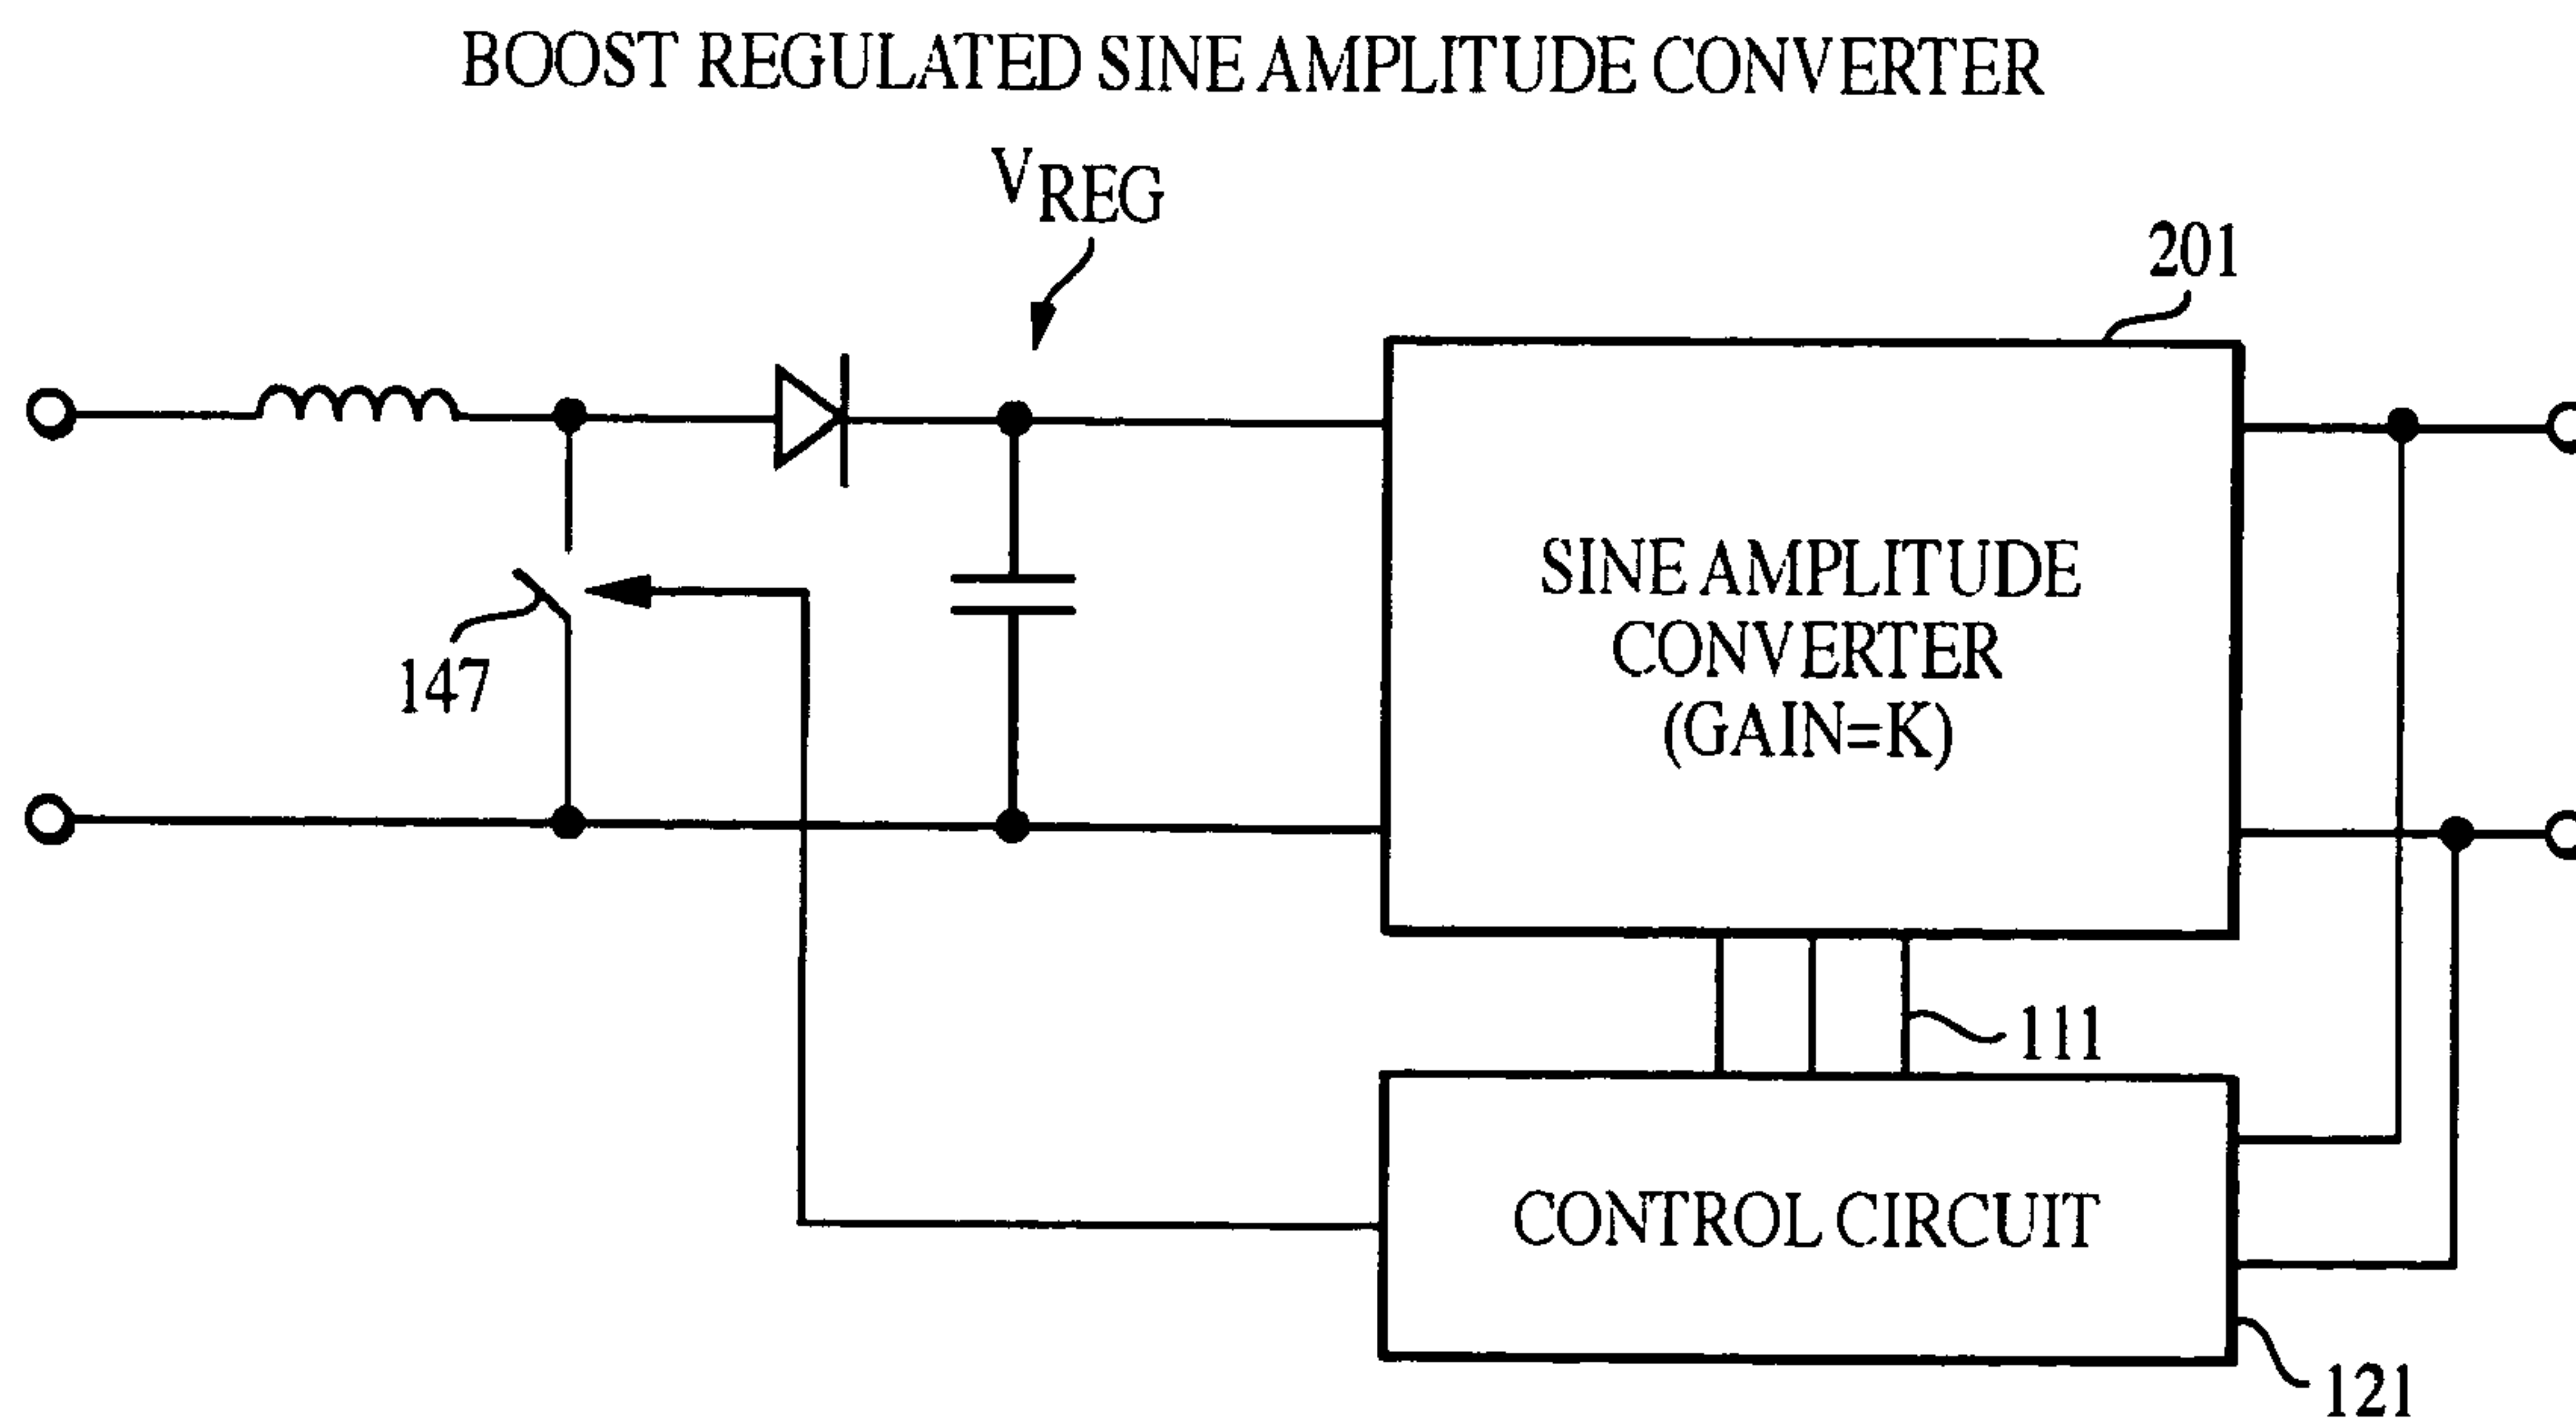 BOOST REGULATED SINE AMPLITUDE CONVERTER
VREG
201
147
SINE AMPLITUDE
CONVERTER
(GAIN=K)
111
CONTROL CIRCUIT
121